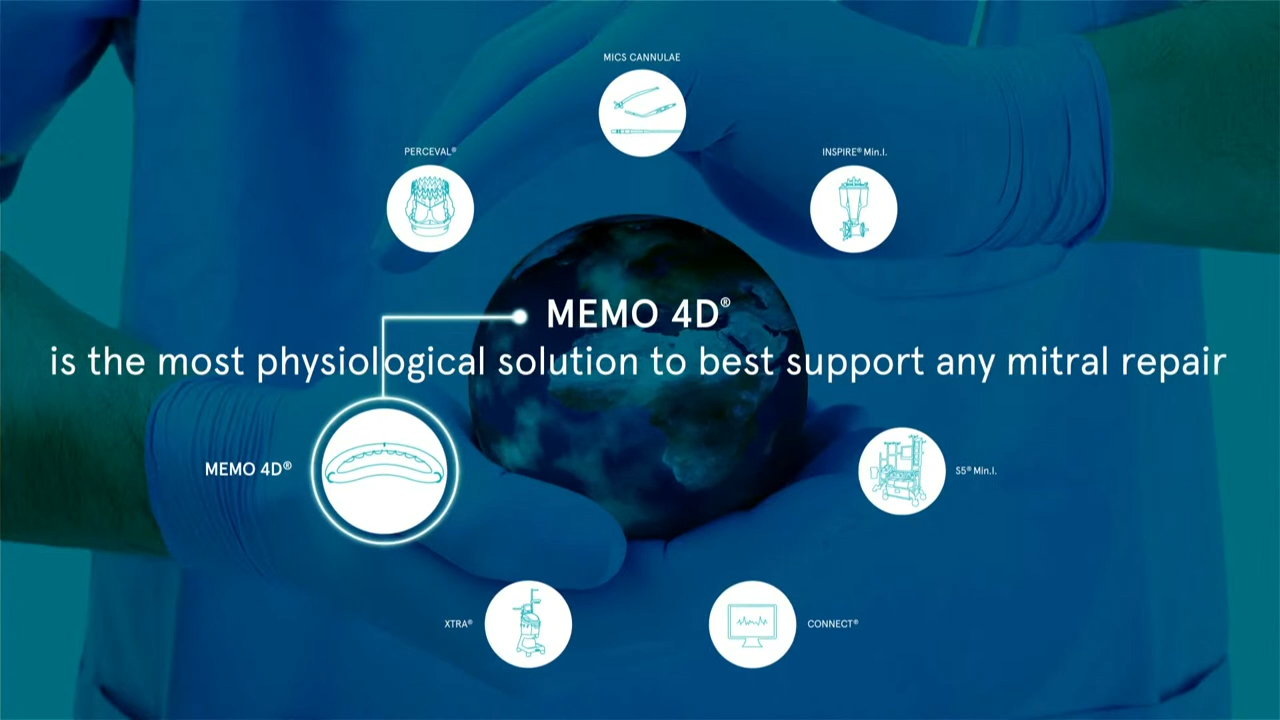 MICS CANNULAE
PERCEVAL®
INSPIRE® Min.I.
MEMO 4D®
is the most physiological solution to best support any mitral repair
MEMO 4D®
S5® Min.I.
XTRA®
CONNECT®